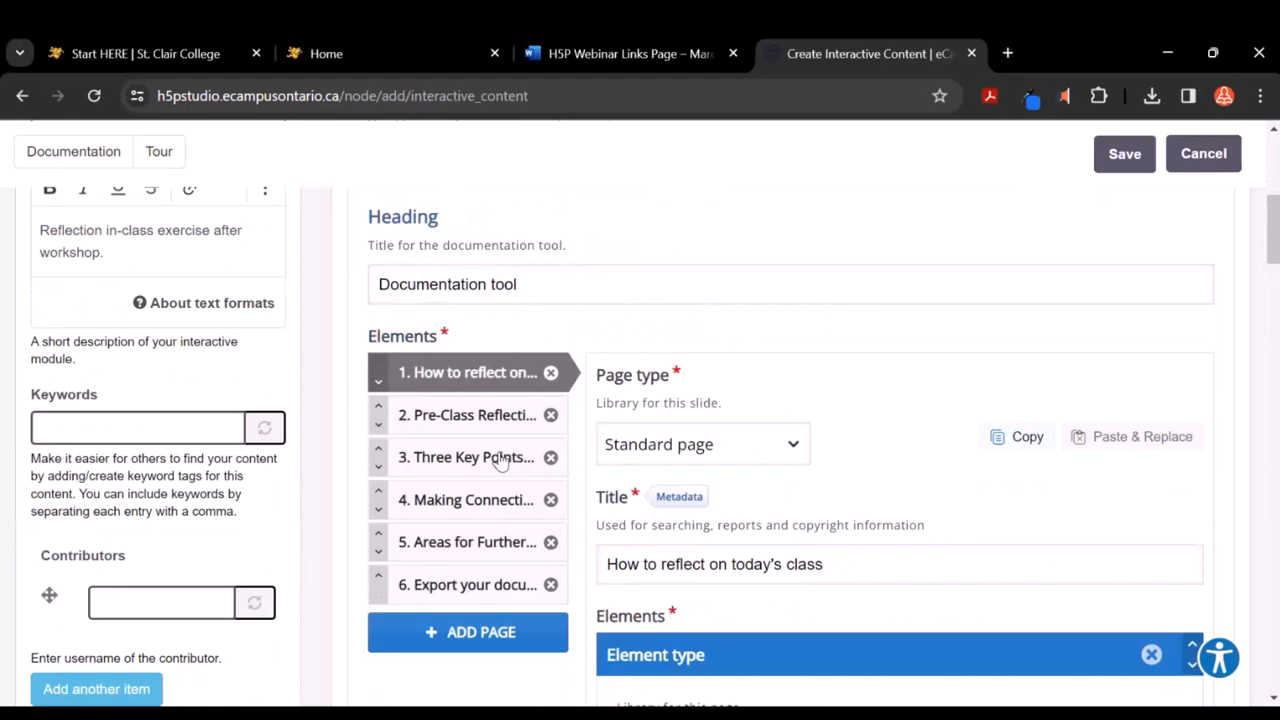 Start HERE | St. Clair College
Home
H5P Webinar Links Page – Marc
Create Interactive Content | eCa
h5pstudio.ecampusontario.ca/node/add/interactive_content
Documentation
Tour
Save
Cancel
B I U S
Reflection in-class exercise after
workshop.
About text formats
A short description of your interactive
module.
Keywords
Make it easier for others to find your content
by adding/create keyword tags for this
content. You can include keywords by
separating each entry with a comma.
Contributors
Enter username of the contributor.
Add another item
Heading
Title for the documentation tool.
Documentation tool
Elements *
1. How to reflect on...
2. Pre-Class Reflecti...
3. Three Key Points...
4. Making Connecti...
5. Areas for Further...
6. Export your docu...
+ ADD PAGE
Page type *
Library for this slide.
Standard page
Copy
Paste & Replace
Title * Metadata
Used for searching, reports and copyright information
How to reflect on today's class
Elements *
Element type
Library for this page